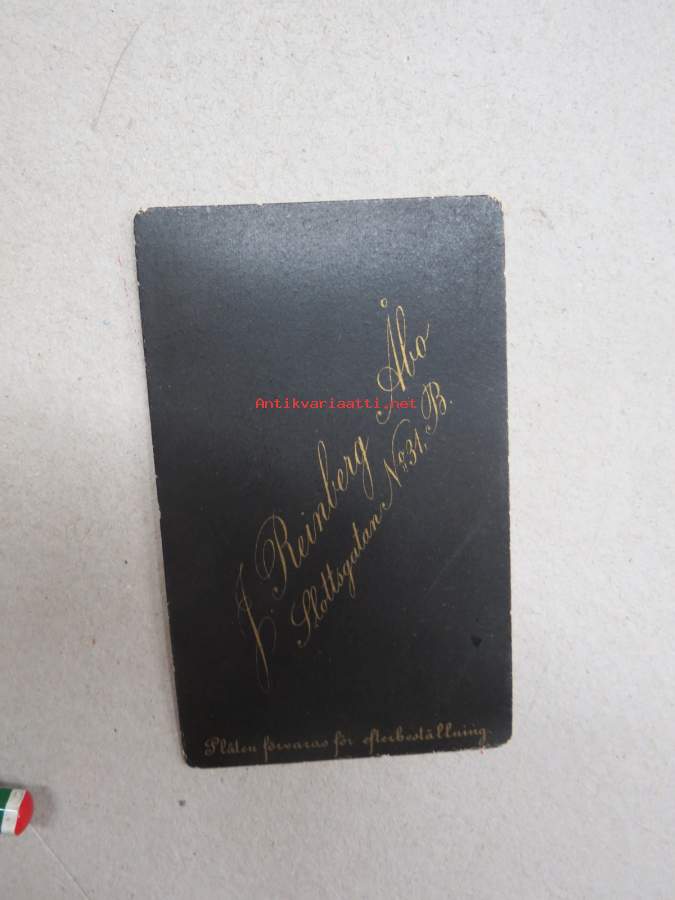 J. Reinberg Åbo
Slottsgatan No 31, B.
Plåten förvaras för efterbeställning.
Antikvariaatti.net